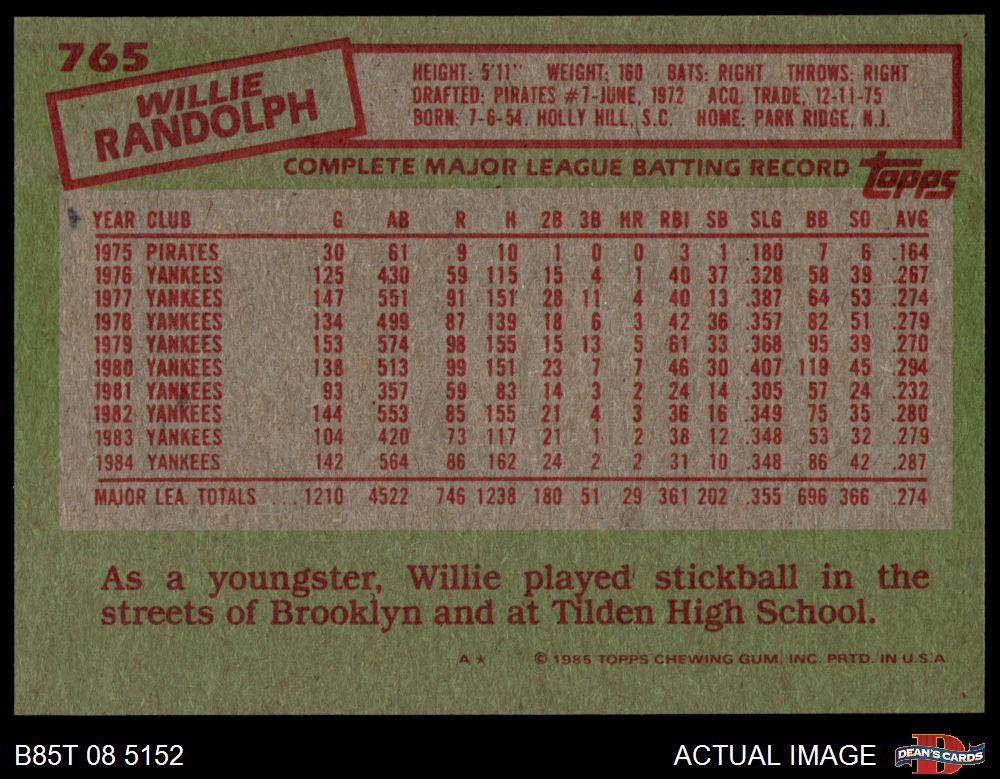 765
WILLIE
RANDOLPH
HEIGHT: 5'11" WEIGHT: 160 BATS: RIGHT THROWS: RIGHT
DRAFTED: PIRATES #7-JUNE, 1972 ACQ. TRADE, 12-11-75
BORN: 7-6-54, HOLLY HILL, S.C. HOME: PARK RIDGE, N.J.
COMPLETE MAJOR LEAGUE BATTING RECORD topps
YEAR CLUB G AB R H 2B 3B HR RBI SB SLG BB SO AVG
1975 PIRATES 30 61 9 10 1 0 0 3 1 .180 7 6 .164
1976 YANKEES 125 430 59 115 15 4 1 40 37 .328 58 39 .267
1977 YANKEES 147 551 91 151 28 11 4 40 13 .387 64 53 .274
1978 YANKEES 134 499 87 139 18 6 3 42 36 .357 82 51 .279
1979 YANKEES 153 574 98 155 15 13 5 61 33 .368 95 39 .270
1980 YANKEES 138 513 99 151 23 7 7 46 30 .407 119 45 .294
1981 YANKEES 93 357 59 83 14 3 2 24 14 .305 57 24 .232
1982 YANKEES 144 553 85 155 21 4 3 36 16 .349 75 35 .280
1983 YANKEES 104 420 73 117 21 1 2 38 12 .348 53 32 .279
1984 YANKEES 142 564 86 162 24 2 2 31 10 .348 86 42 .287
MAJOR LEA. TOTALS 1210 4522 746 1238 180 51 29 361 202 .355 696 366 .274
As a youngster, Willie played stickball in the
streets of Brooklyn and at Tilden High School.
A* © 1985 TOPPS CHEWING GUM, INC. PRTD. IN U.S.A
B85T 08 5152 ACTUAL IMAGE DEAN'S CARDS